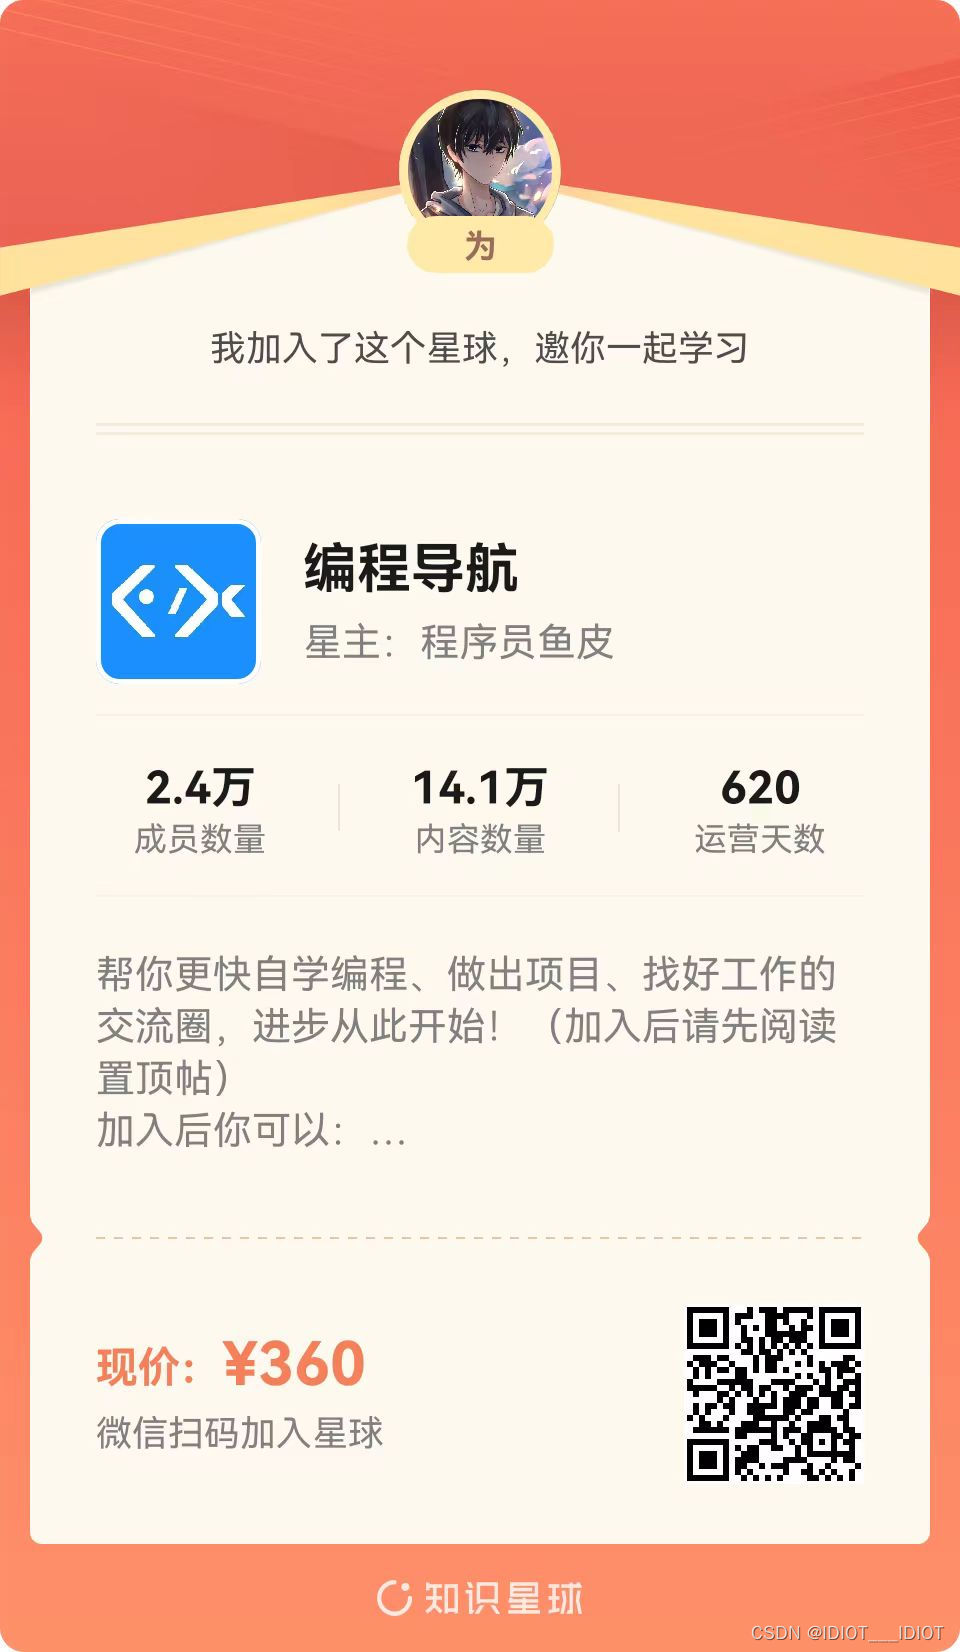 为
我加入了这个星球，邀你一起学习
编程导航
星主：程序员鱼皮
2.4万
成员数量
14.1万
内容数量
620
运营天数
帮你更快自学编程、做出项目、找好工作的
交流圈，进步从此开始！（加入后请先阅读
置顶帖）
加入后你可以：...
现价：¥360
微信扫码加入星球
知识星球
CSDN @IDIOT___IDIOT